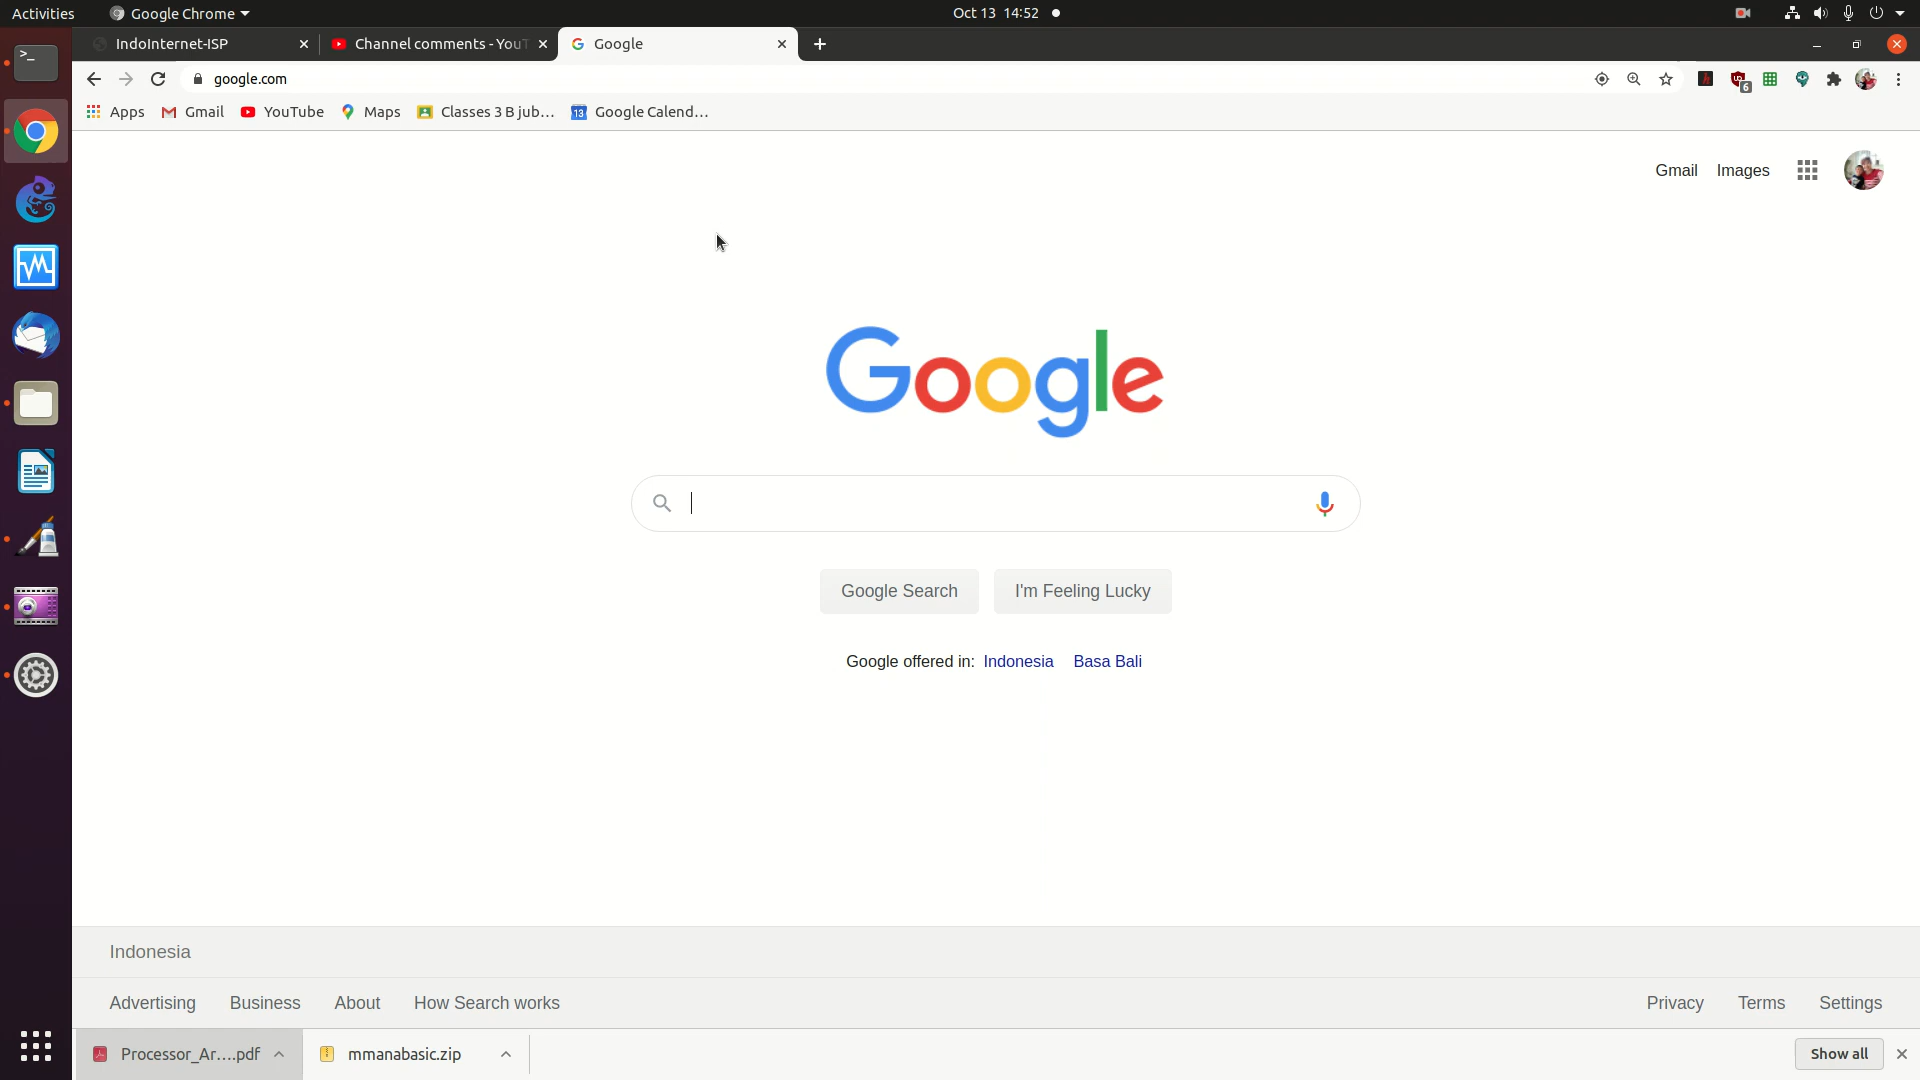 Activities Google Chrome Oct 13 14:52
IndoInternet-ISP Channel comments - YouT Google
google.com
6
Apps Gmail YouTube Maps Classes 3 B jub... 13 Google Calend...
Gmail Images
Google
Google Search I'm Feeling Lucky
Google offered in: Indonesia Basa Bali
Indonesia
Advertising Business About How Search works Privacy Terms Settings
Processor_Ar....pdf mmanabasic.zip Show all